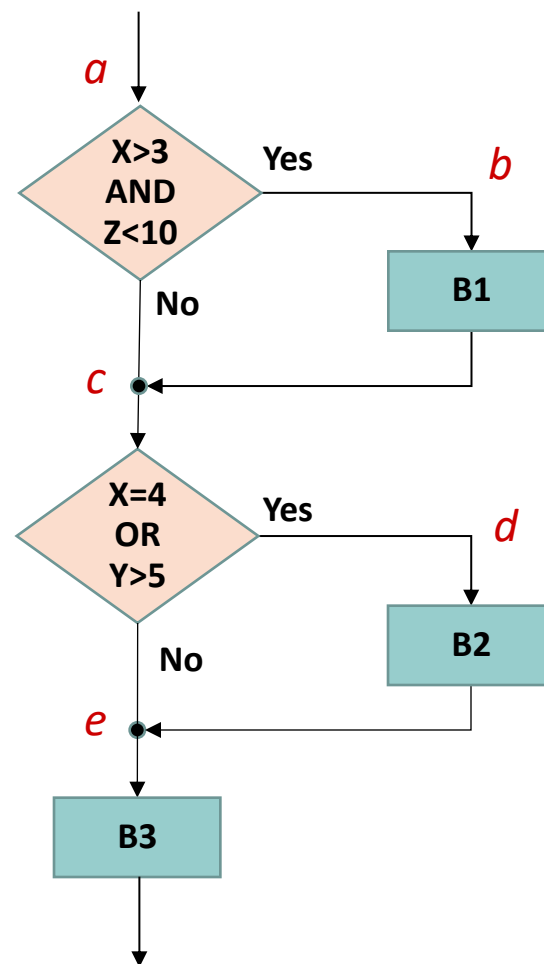 a
X>3
AND
Z<10
Yes
b
B1
No
c
X=4
OR
Y>5
Yes
d
B2
No
e
B3